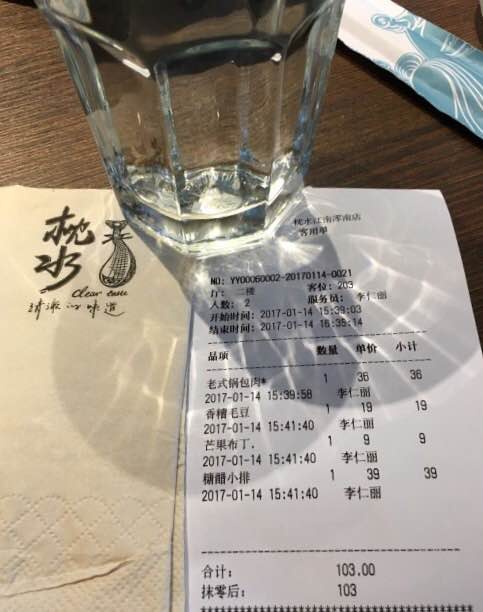 枕水
Clear ease
清澈的味道
枕水江南浑南店
客用单
NO: YY00060002-20170114-0021
厅: 二楼 客位: 203
人数: 2 服务员: 李仁丽
开始时间: 2017-01-14 15:39:03
结束时间: 2017-01-14 16:35:14
品项 数量 单价 小计
老式锅包肉* 1 36 36
2017-01-14 15:39:58 李仁丽
香糟毛豆 1 19 19
2017-01-14 15:41:40 李仁丽
芒果布丁. 1 9 9
2017-01-14 15:41:40 李仁丽
糖醋小排 1 39 39
2017-01-14 15:41:40 李仁丽
合计: 103.00
抹零后: 103